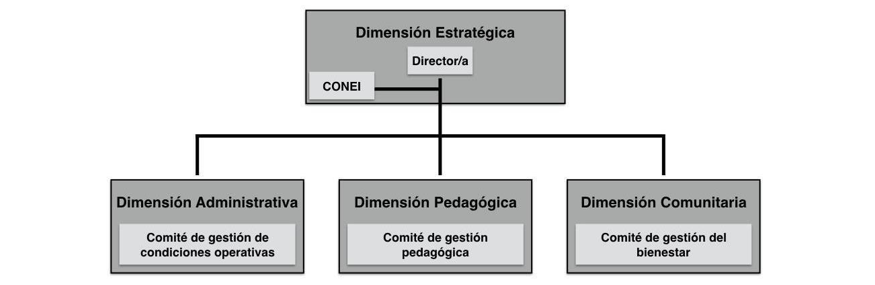 Dimensión Estratégica
Director/a
CONEI
Dimensión Administrativa
Comité de gestión de
condiciones operativas
Dimensión Pedagógica
Comité de gestión
pedagógica
Dimensión Comunitaria
Comité de gestión del
bienestar